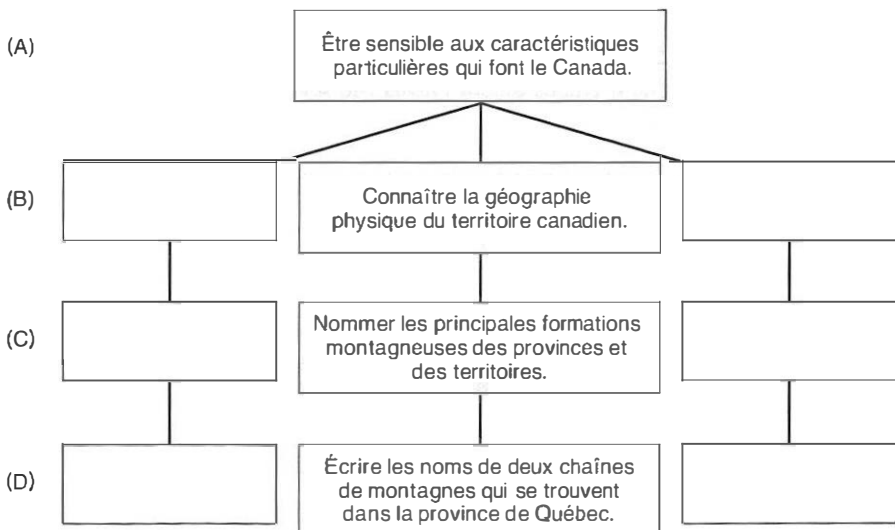 (A)
Être sensible aux caractéristiques
particulières qui font le Canada.
(B)
Connaître la géographie
physique du territoire canadien.
(C)
Nommer les principales formations
montagneuses des provinces et
des territoires.
(D)
Écrire les noms de deux chaînes
de montagnes qui se trouvent
dans la province de Québec.